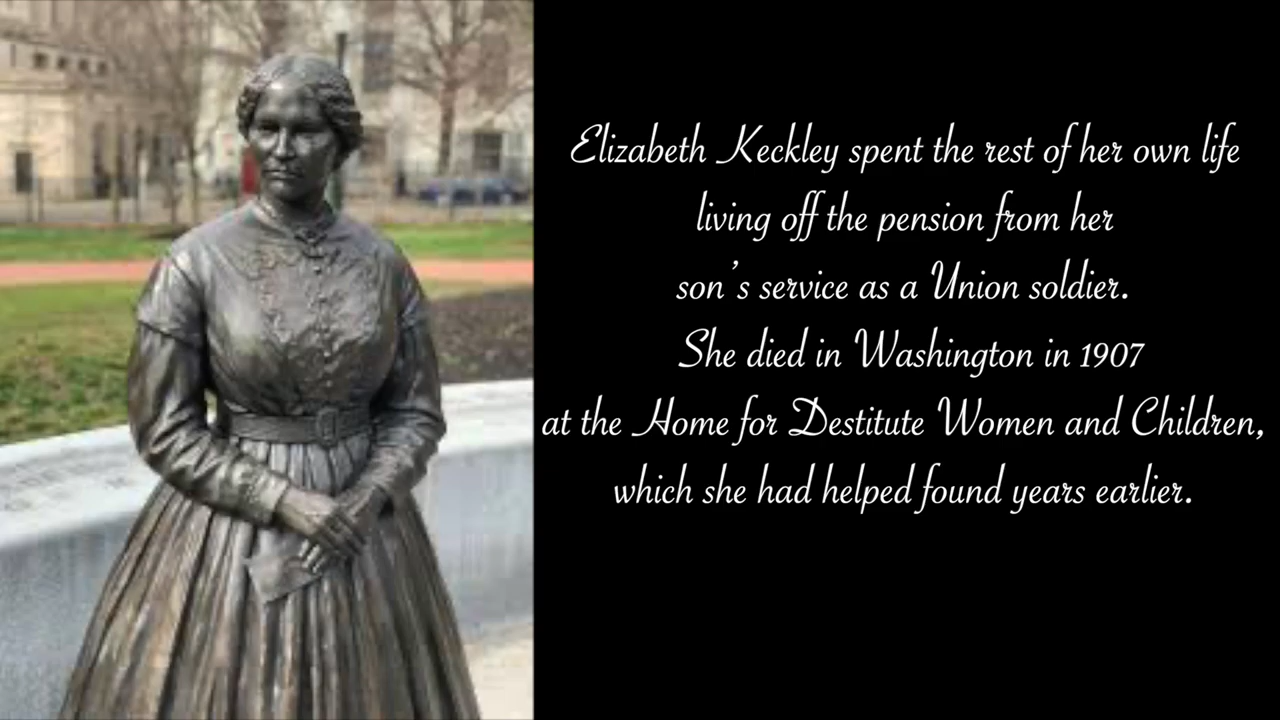 Elizabeth Keckley spent the rest of her own life
living off the pension from her
son's service as a Union soldier.
She died in Washington in 1907
at the Home for Destitute Women and Children,
which she had helped found years earlier.